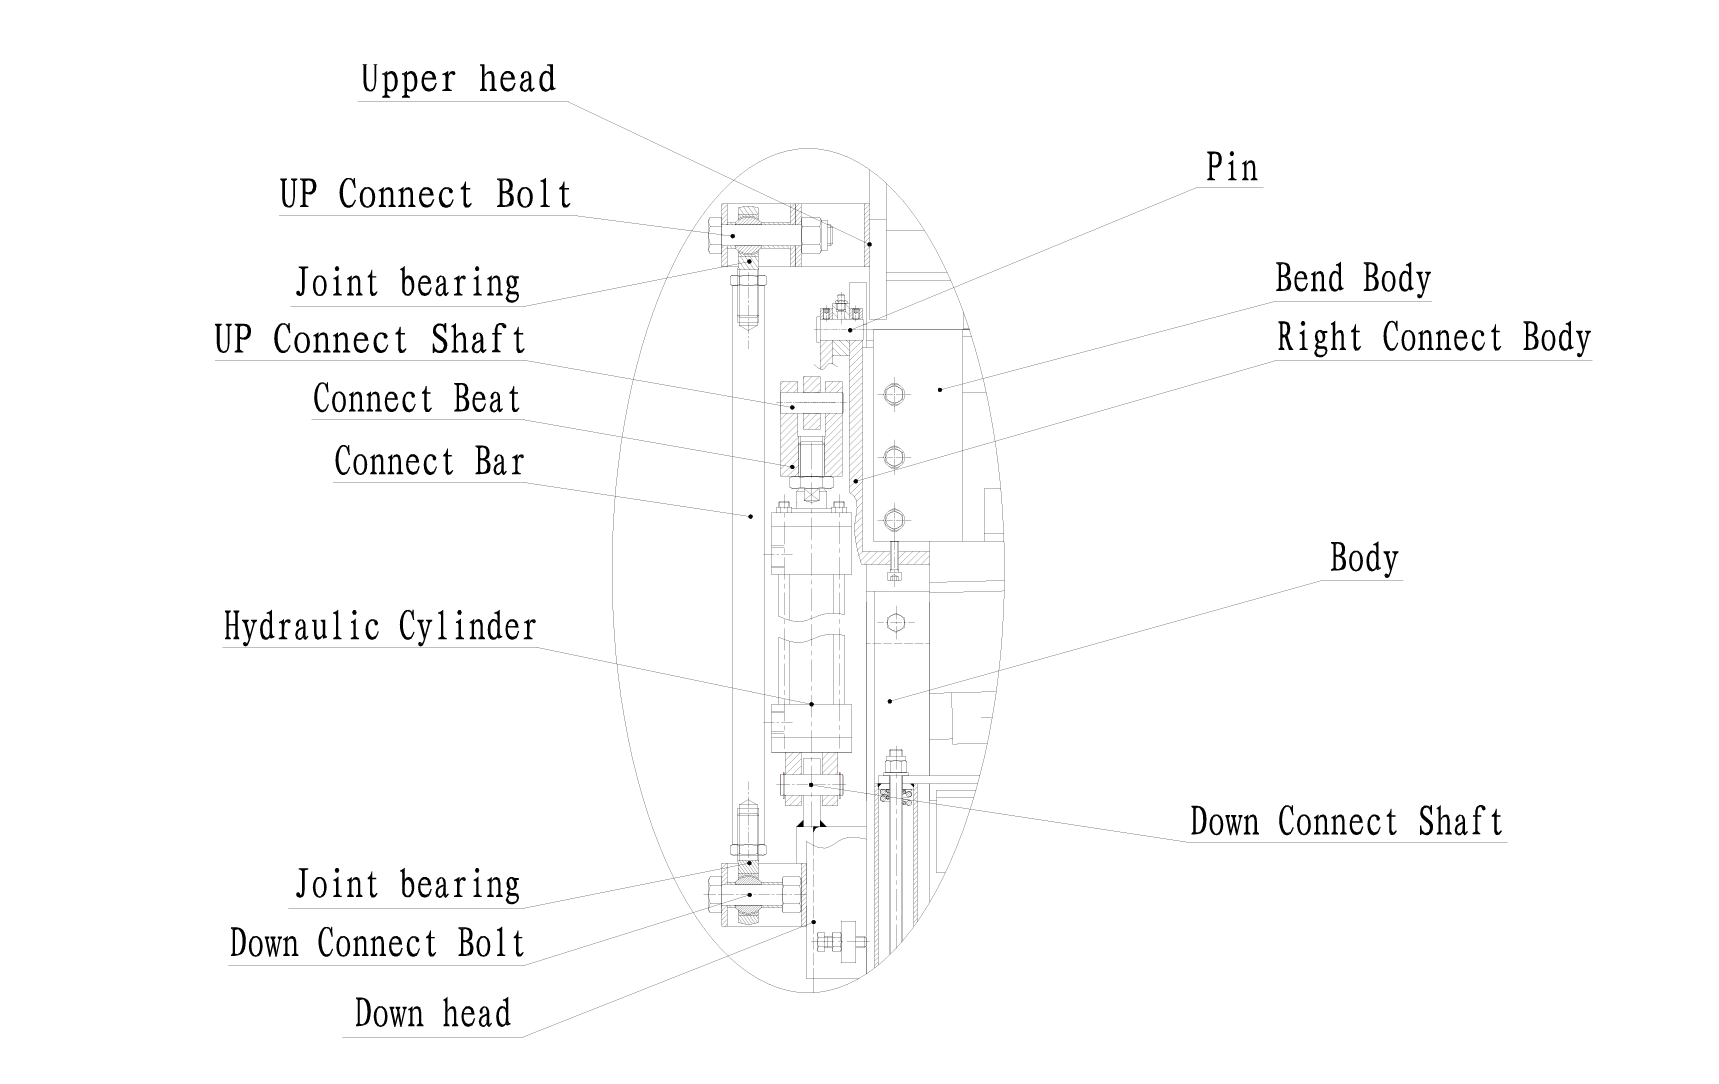 Upper head
UP Connect Bolt
Joint bearing
UP Connect Shaft
Connect Beat
Connect Bar
Hydraulic Cylinder
Joint bearing
Down Connect Bolt
Down head
Pin
Bend Body
Right Connect Body
Body
Down Connect Shaft